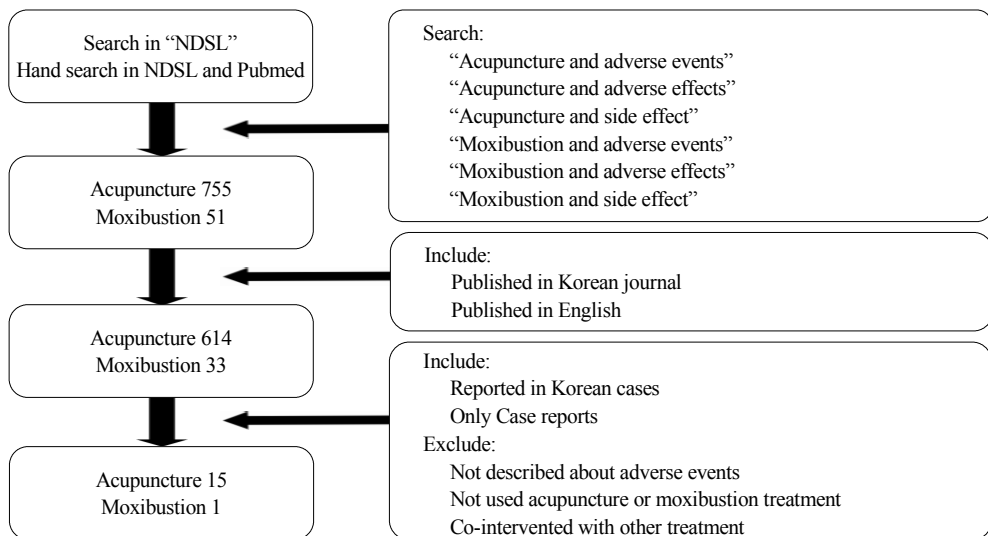 Search in “NDSL”
Hand search in NDSL and Pubmed
Search:
“Acupuncture and adverse events”
“Acupuncture and adverse effects”
“Acupuncture and side effect”
“Moxibustion and adverse events”
“Moxibustion and adverse effects”
“Moxibustion and side effect”
Acupuncture 755
Moxibustion 51
Include:
Published in Korean journal
Published in English
Acupuncture 614
Moxibustion 33
Include:
Reported in Korean cases
Only Case reports
Exclude:
Not described about adverse events
Not used acupuncture or moxibustion treatment
Co-intervented with other treatment
Acupuncture 15
Moxibustion 1